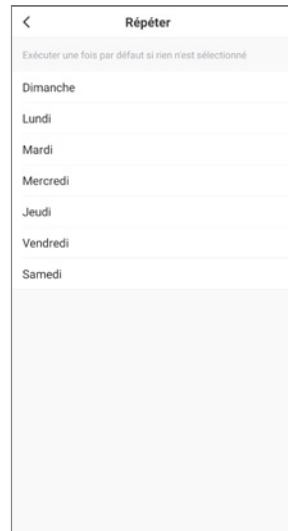 Répéter
Exécuter une fois par défaut si rien n'est sélectionné
Dimanche
Lundi
Mardi
Mercredi
Jeudi
Vendredi
Samedi